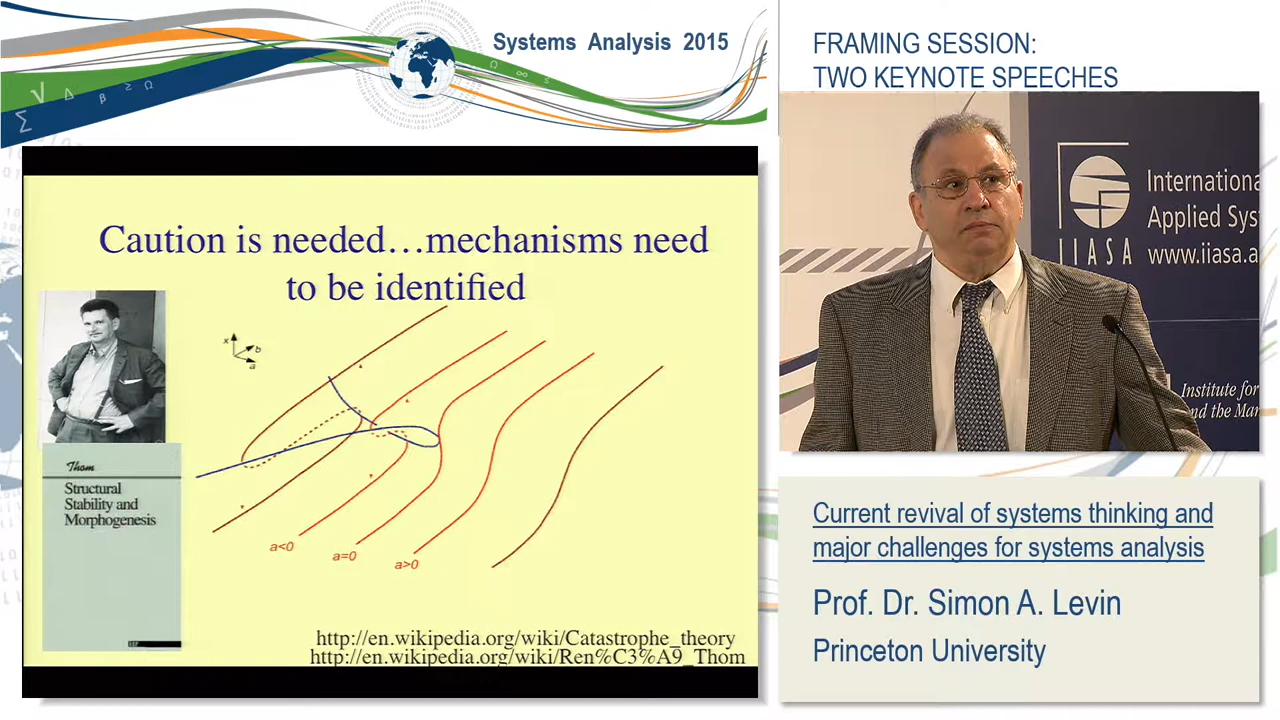 Systems Analysis 2015
FRAMING SESSION:
TWO KEYNOTE SPEECHES
Caution is needed…mechanisms need
to be identified
x
b
a
Thom
Structural
Stability and
Morphogenesis
a<0
a=0
a>0
http://en.wikipedia.org/wiki/Catastrophe_theory
http://en.wikipedia.org/wiki/Ren%C3%A9_Thom
IIASA
Internationa
Applied Sys
www.iiasa.a
Institute for
and the Mar
Current revival of systems thinking and
major challenges for systems analysis
Prof. Dr. Simon A. Levin
Princeton University